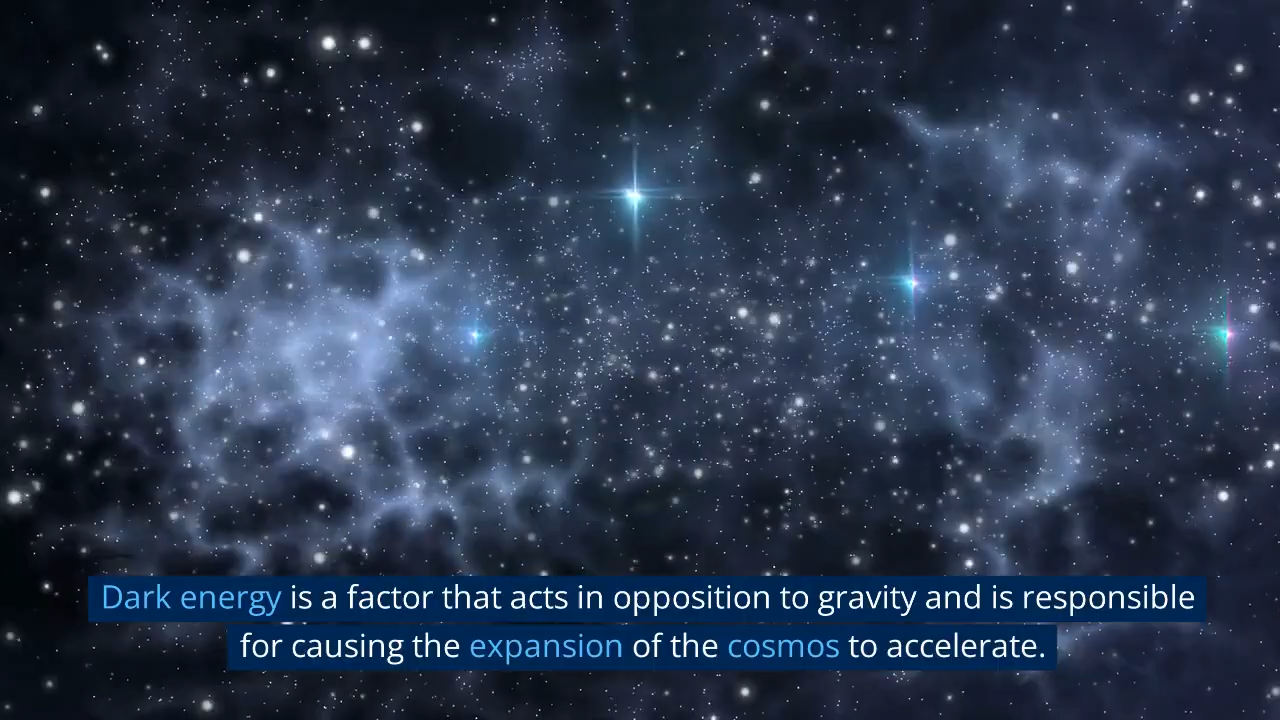 Dark energy is a factor that acts in opposition to gravity and is responsible
for causing the expansion of the cosmos to accelerate.